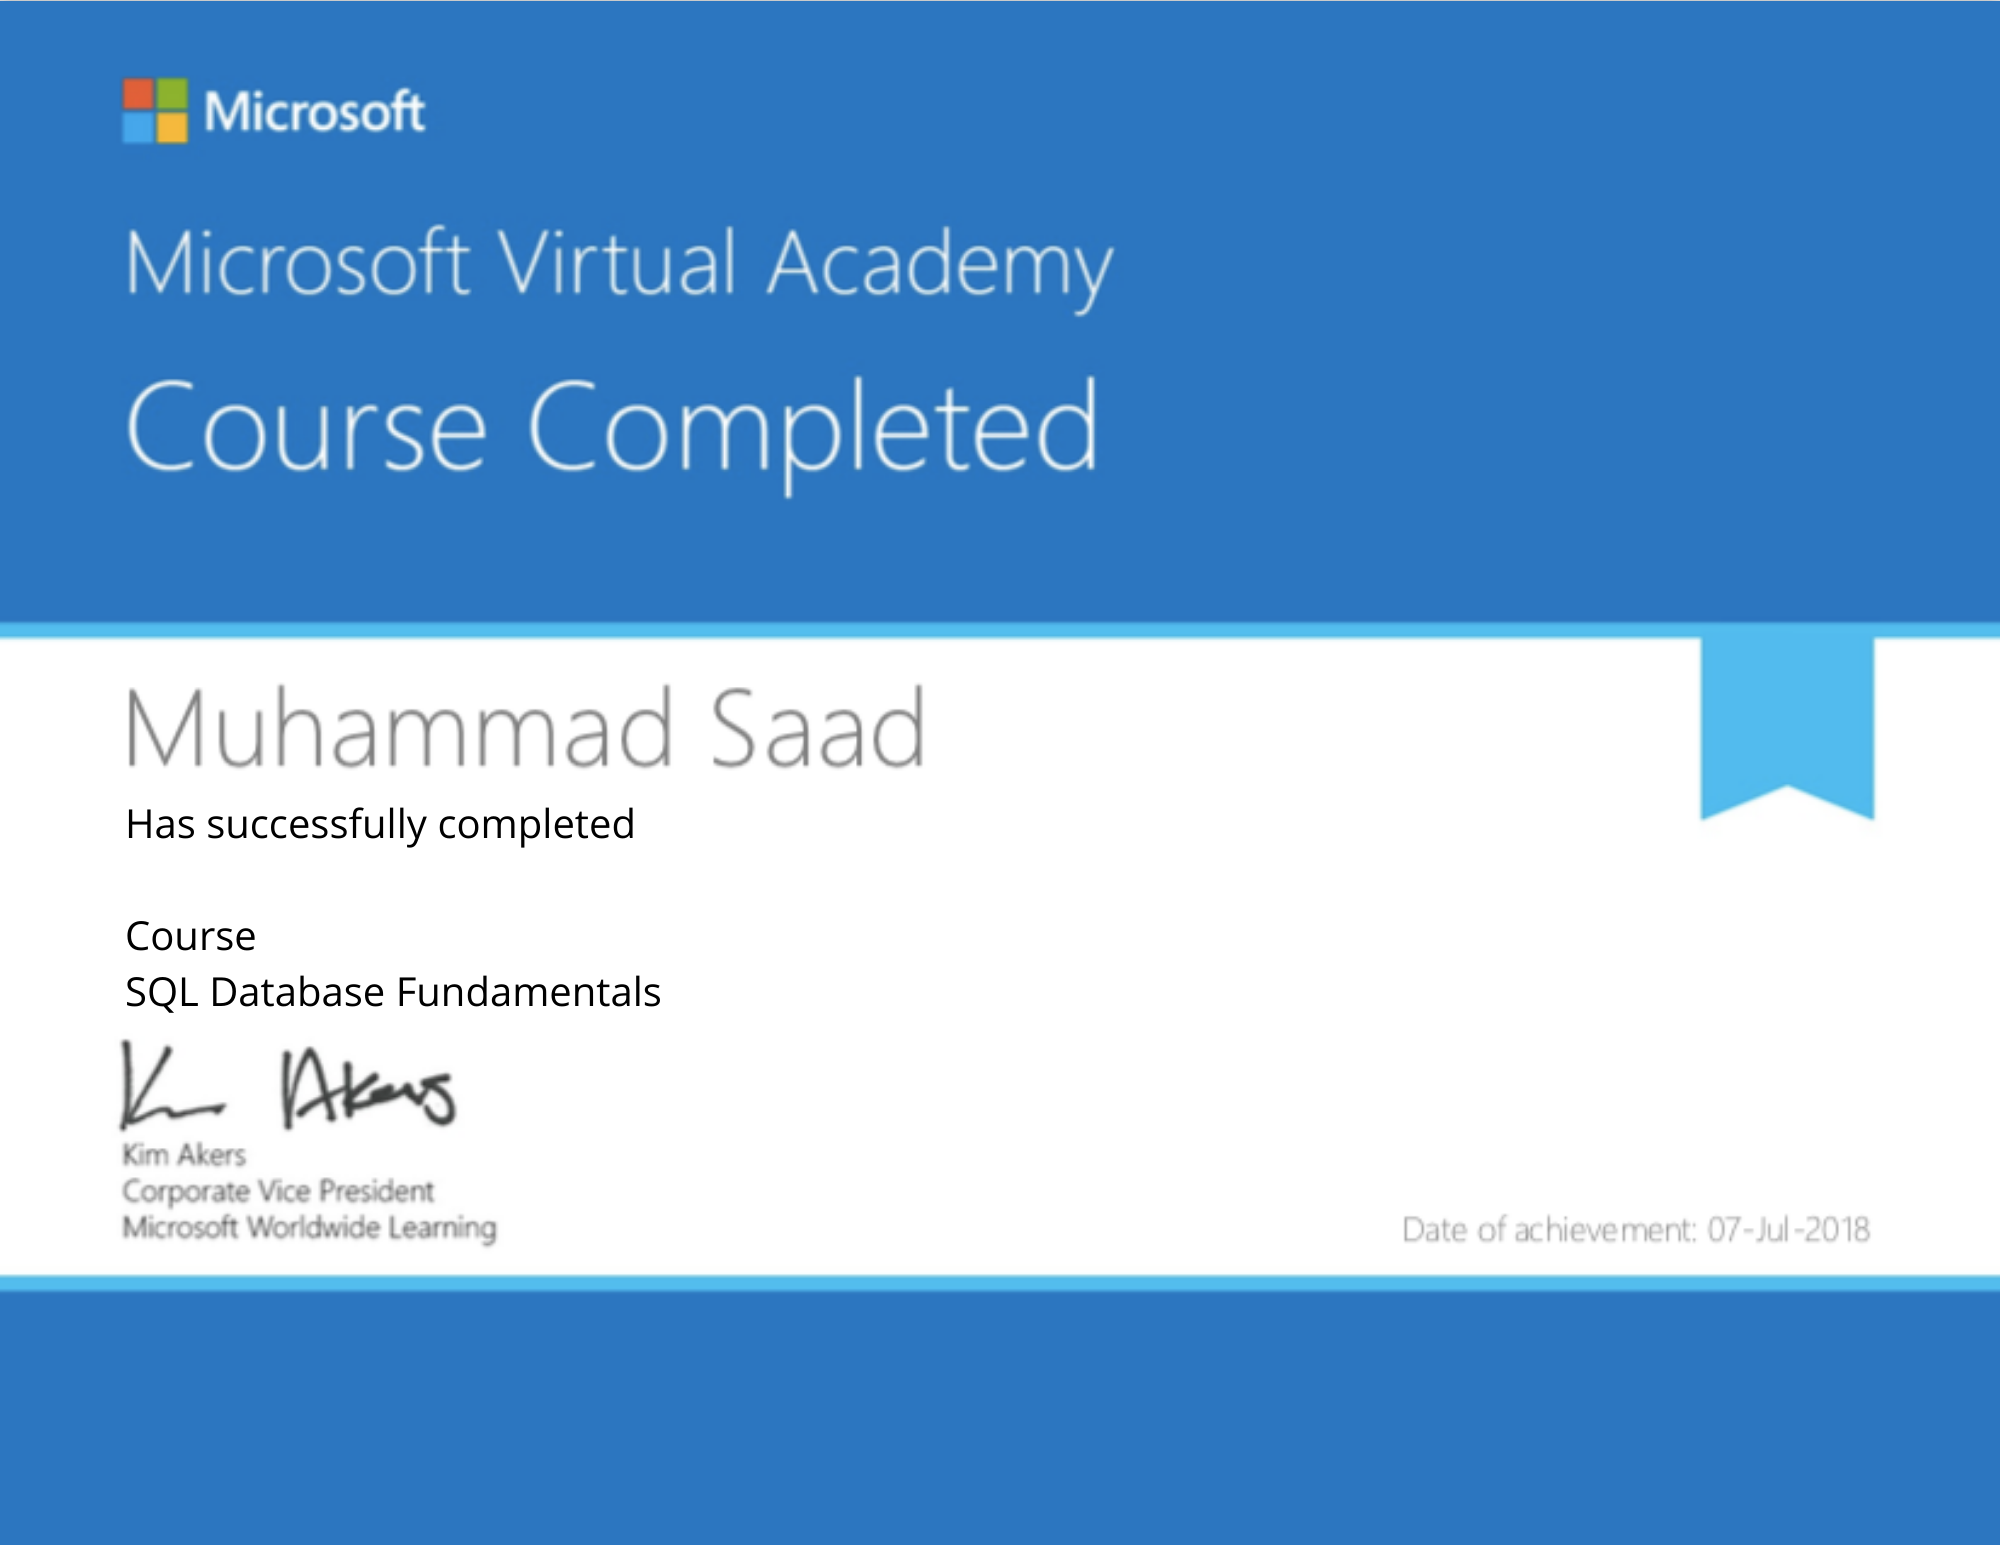 Microsoft
Microsoft Virtual Academy
Course Completed
Muhammad Saad
Has successfully completed
Course
SQL Database Fundamentals
Kim Akers
Kim Akers
Corporate Vice President
Microsoft Worldwide Learning
Date of achievement: 07-Jul-2018